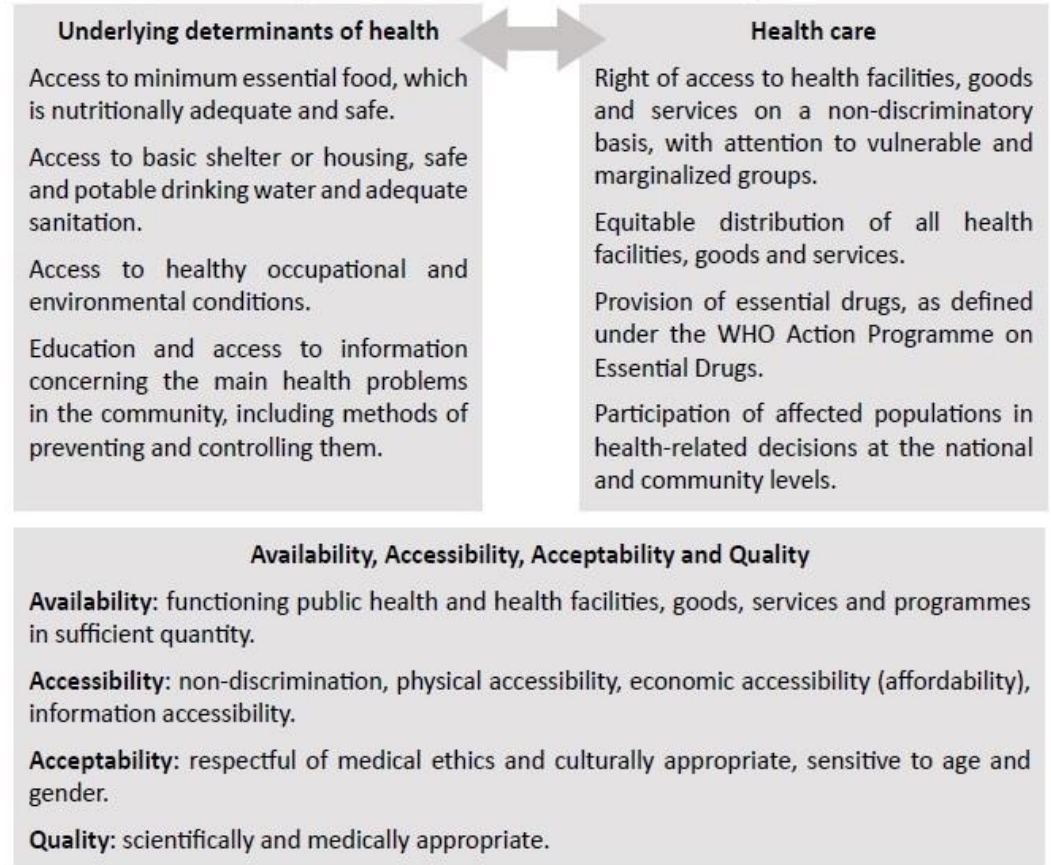 Underlying determinants of health
Access to minimum essential food, which
is nutritionally adequate and safe.
Access to basic shelter or housing, safe
and potable drinking water and adequate
sanitation.
Access to healthy occupational and
environmental conditions.
Education and access to information
concerning the main health problems
in the community, including methods of
preventing and controlling them.
Health care
Right of access to health facilities, goods
and services on a non-discriminatory
basis, with attention to vulnerable and
marginalized groups.
Equitable distribution of all health
facilities, goods and services.
Provision of essential drugs, as defined
under the WHO Action Programme on
Essential Drugs.
Participation of affected populations in
health-related decisions at the national
and community levels.
Availability, Accessibility, Acceptability and Quality
Availability: functioning public health and health facilities, goods, services and programmes
in sufficient quantity.
Accessibility: non-discrimination, physical accessibility, economic accessibility (affordability),
information accessibility.
Acceptability: respectful of medical ethics and culturally appropriate, sensitive to age and
gender.
Quality: scientifically and medically appropriate.